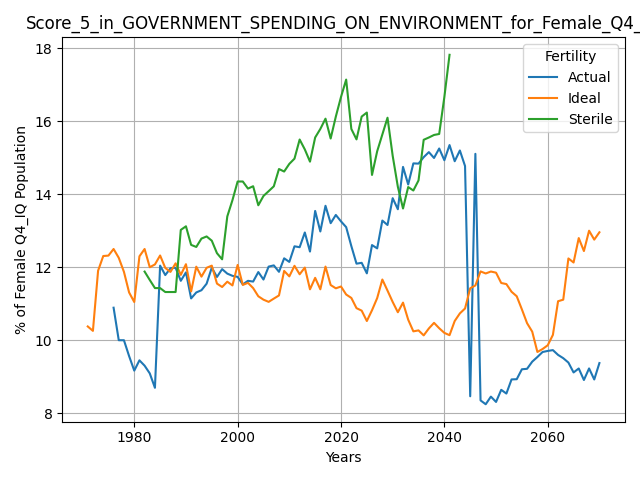 Score_5_in_GOVERNMENT_SPENDING_ON_ENVIRONMENT_for_Female_Q4_
18
16
14
12
10
8
% of Female Q4_IQ Population
Fertility
Actual
Ideal
Sterile
1980
2000
2020
2040
2060
Years